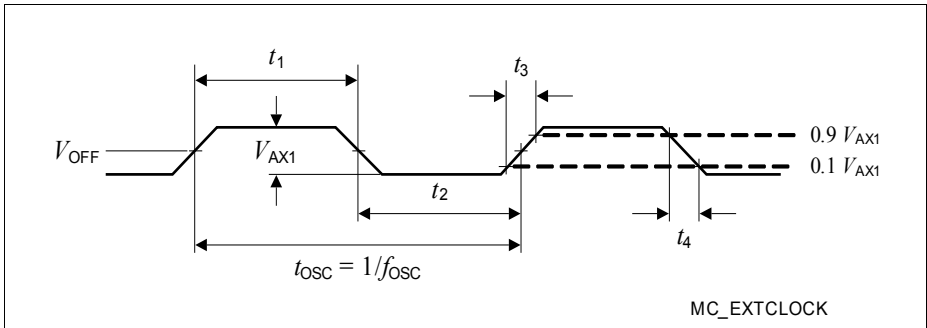 t1
t3
VOFF
VAX1
0.9 VAX1
0.1 VAX1
t2
t4
tOSC = 1/fOSC
MC_EXTCLOCK